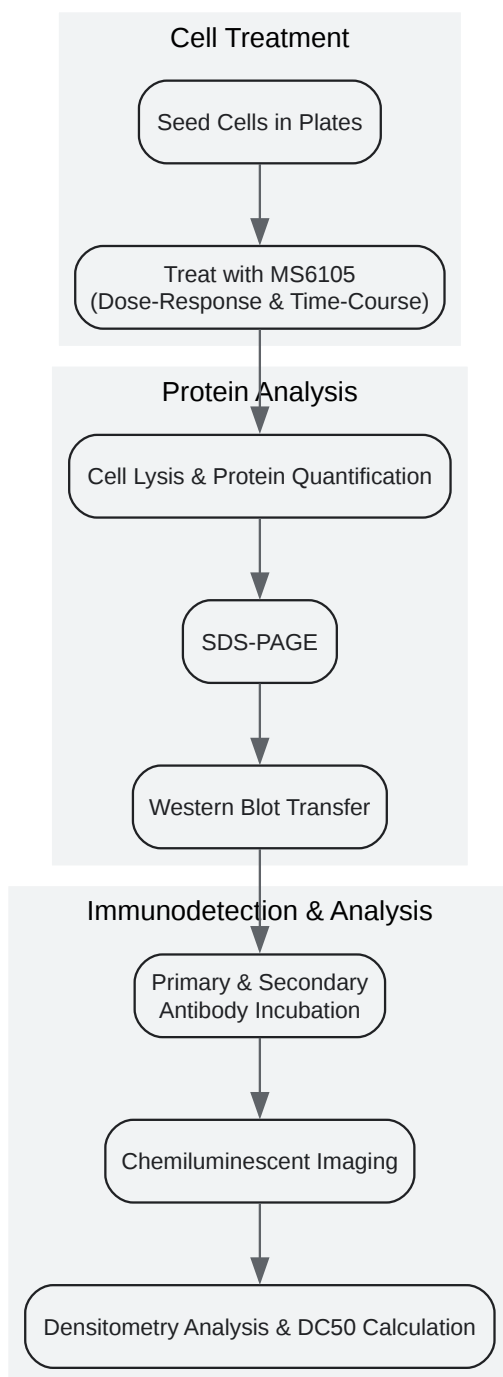 Cell Treatment
Seed Cells in Plates
Treat with MS6105
(Dose-Response & Time-Course)
Protein Analysis
Cell Lysis & Protein Quantification
SDS-PAGE
Western Blot Transfer
Immunodetection & Analysis
Primary & Secondary
Antibody Incubation
Chemiluminescent Imaging
Densitometry Analysis & DC50 Calculation